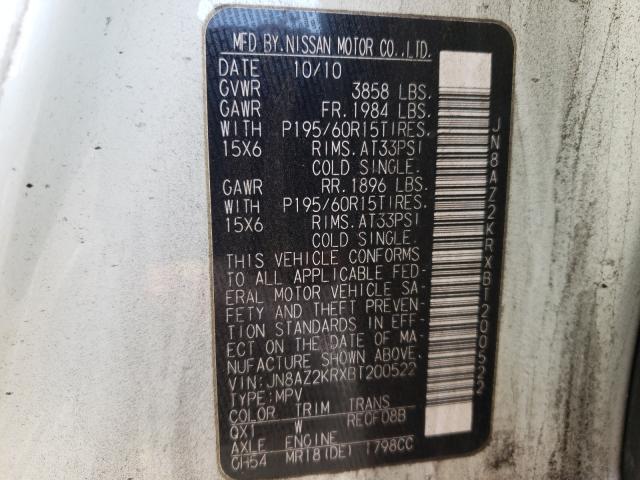 MFD BY NISSAN MOTOR CO.,LTD.
DATE 10/10
GVWR 3858 LBS.
GAWR FR. 1984 LBS.
WITH P195/60R15TIRES.
15X6 RIMS. AT33PSI
COLD SINGLE.
GAWR RR. 1896 LBS.
WITH P195/60R15TIRES.
15X6 RIMS. AT33PSI
COLD SINGLE.
THIS VEHICLE CONFORMS
TO ALL APPLICABLE FED-
ERAL MOTOR VEHICLE SA-
FETY AND THEFT PREVEN-
TION STANDARDS IN EFF-
ECT ON THE DATE OF MA-
NUFACTURE SHOWN ABOVE.
VIN: JN8AZ2KRXBT200522
TYPE: MPV
COLOR TRIM TRANS
QX1 W RE0F08B
AXLE ENGINE
GH54 MR18(DE) 1798CC
JN8AZ2KRXBT200522